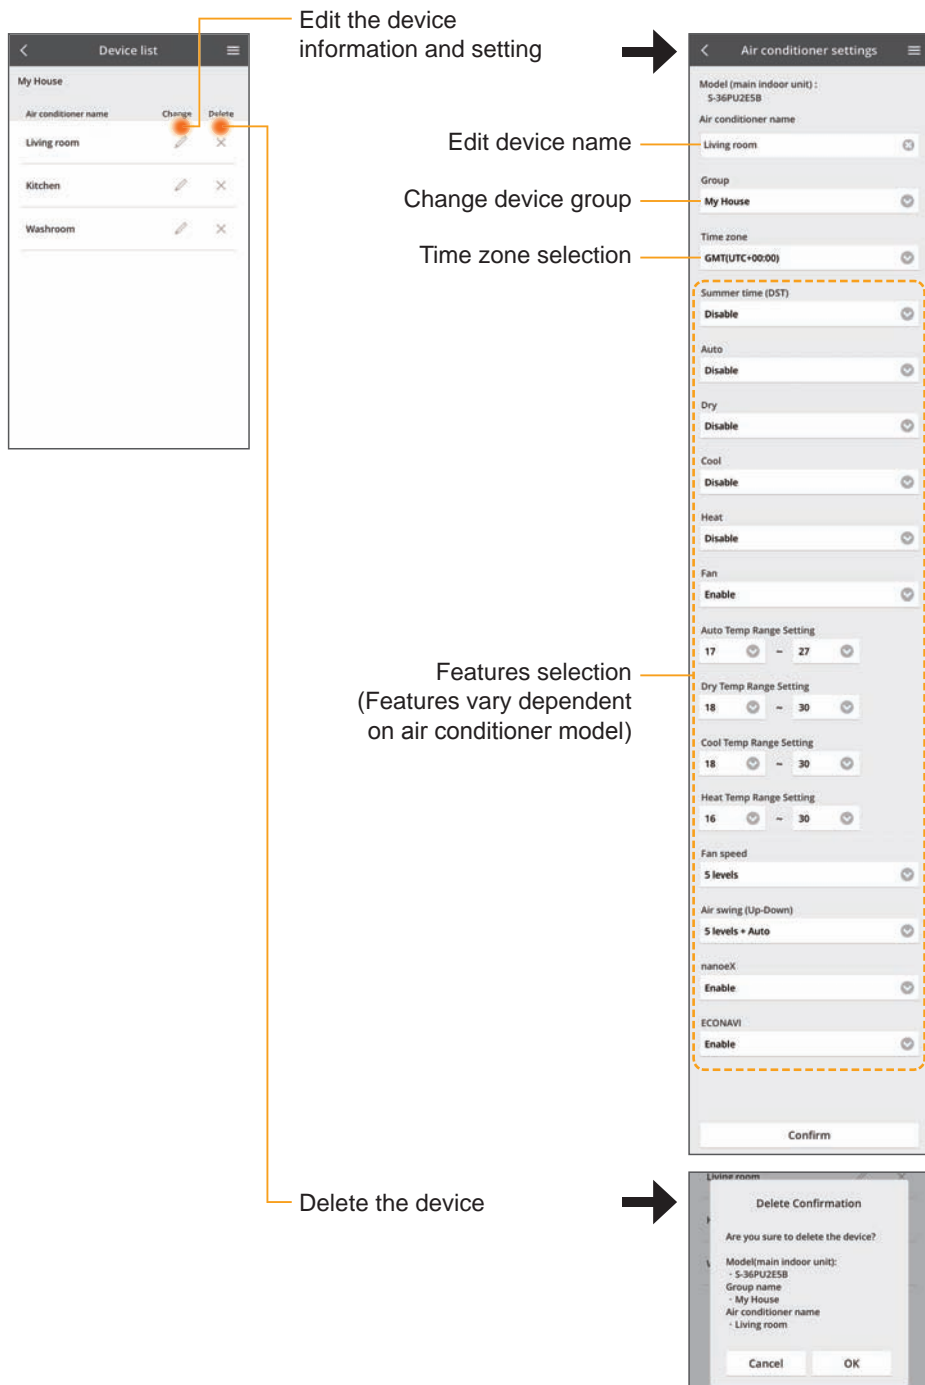 Edit the device
information and setting
Device list
My House
Air conditioner name Change Delete
Living room
Kitchen
Washroom
Edit device name
Change device group
Time zone selection
Features selection
(Features vary dependent
on air conditioner model)
Delete the device
Air conditioner settings
Model (main indoor unit) :
S-36PU2E5B
Air conditioner name
Living room
Group
My House
Time zone
GMT(UTC+00:00)
Summer time (DST)
Disable
Auto
Disable
Dry
Disable
Cool
Disable
Heat
Disable
Fan
Enable
Auto Temp Range Setting
17 ~ 27
Dry Temp Range Setting
18 ~ 30
Cool Temp Range Setting
18 ~ 30
Heat Temp Range Setting
16 ~ 30
Fan speed
5 levels
Air swing (Up-Down)
5 levels + Auto
nanoeX
Enable
ECONAVI
Enable
Confirm
Living room
Delete Confirmation
Are you sure to delete the device?
Model(main indoor unit):
- S-36PU2E5B
Group name
- My House
Air conditioner name
- Living room
Cancel OK